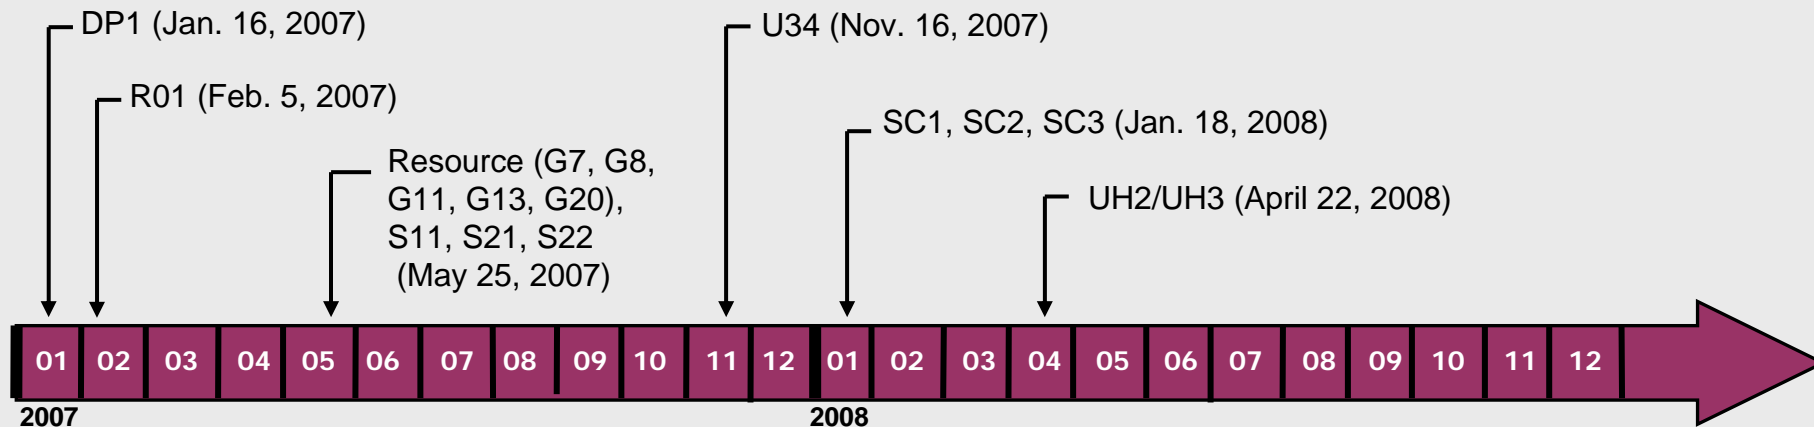 DP1 (Jan. 16, 2007)
R01 (Feb. 5, 2007)
Resource (G7, G8,
G11, G13, G20),
S11, S21, S22
(May 25, 2007)
U34 (Nov. 16, 2007)
SC1, SC2, SC3 (Jan. 18, 2008)
UH2/UH3 (April 22, 2008)
01 02 03 04 05 06 07 08 09 10 11 12 01 02 03 04 05 06 07 08 09 10 11 12
2007 2008